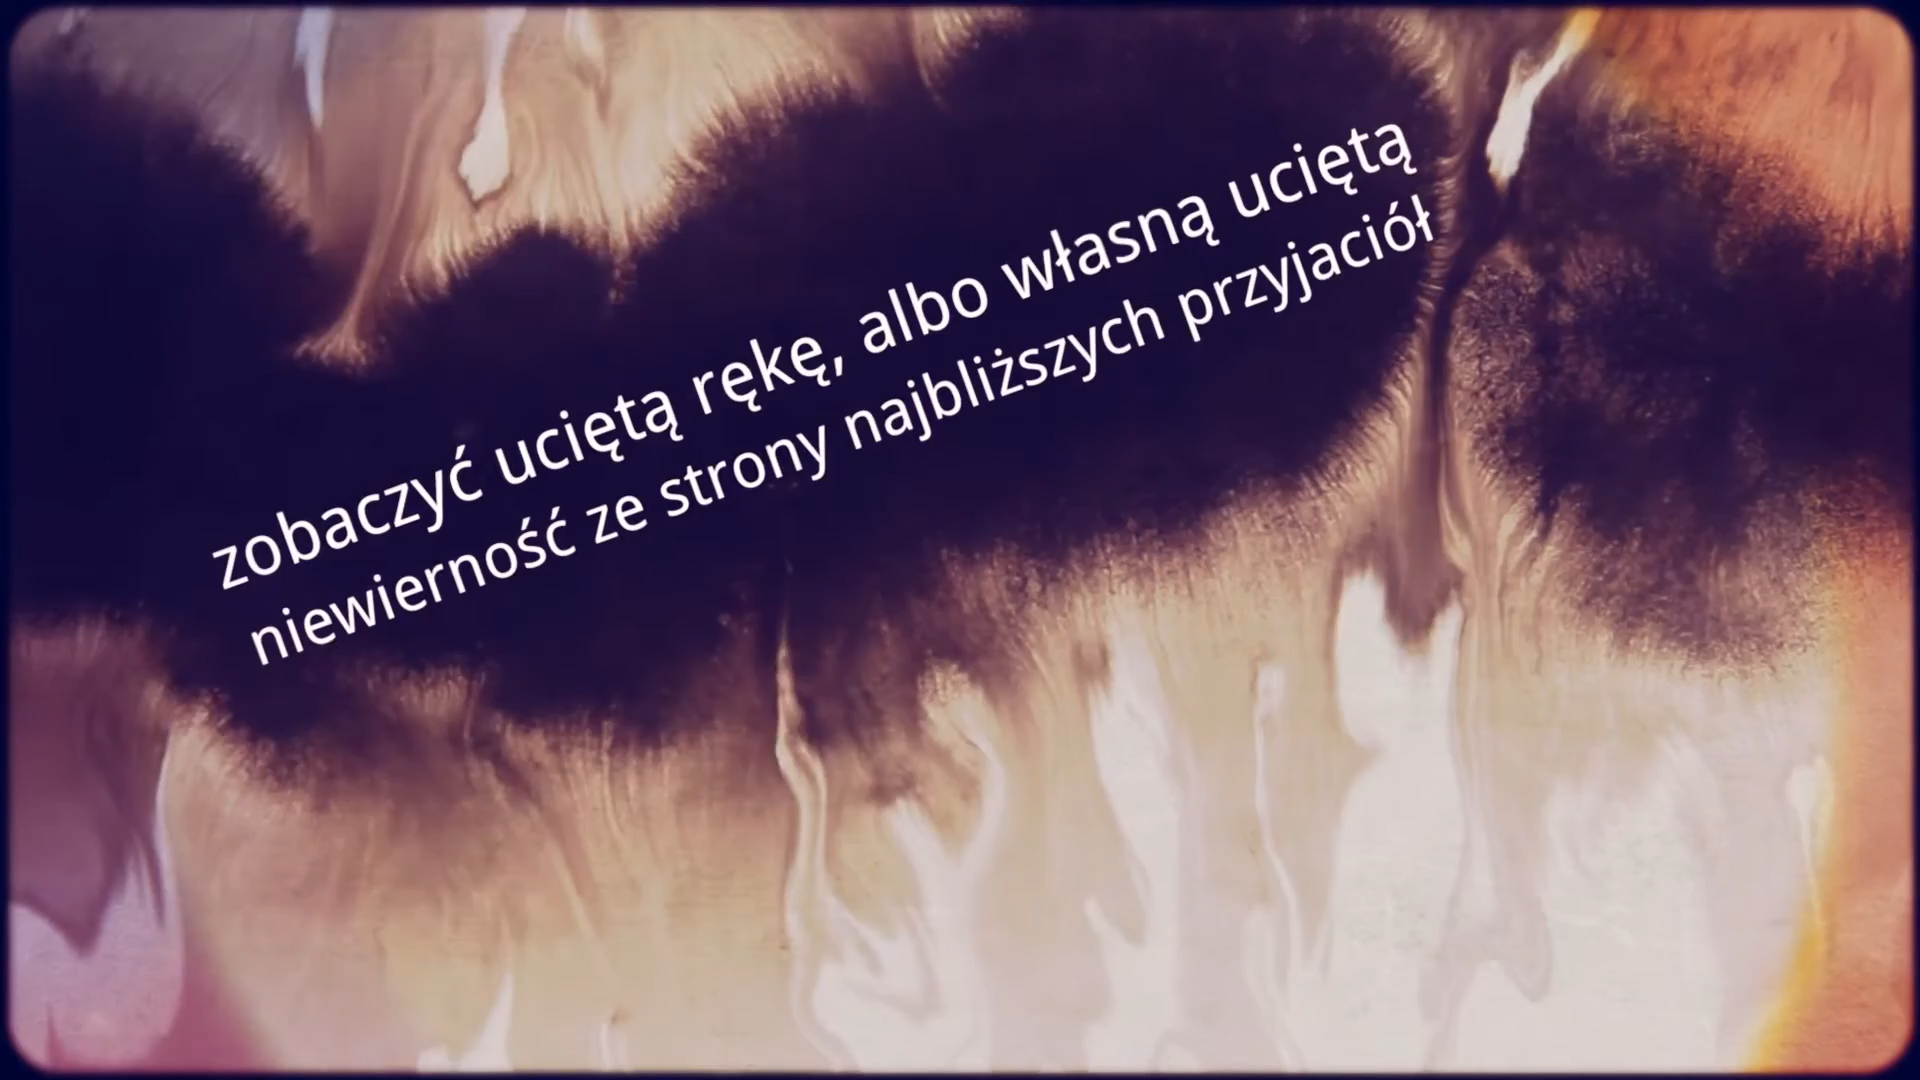 zobaczyć uciętą rękę, albo własną uciętą
niewierność ze strony najbliższych przyjaciół